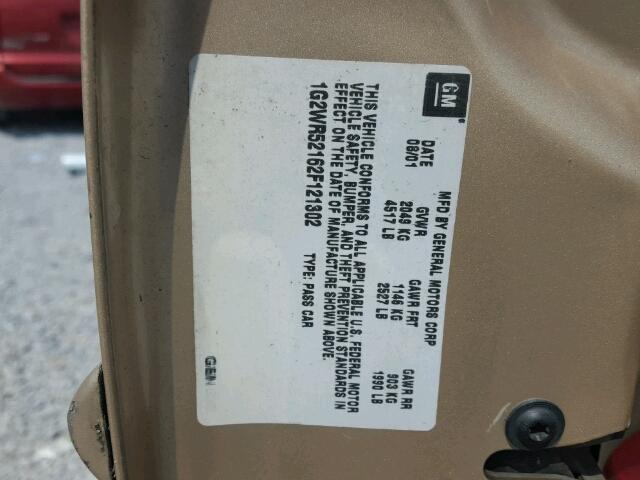 GM
MFD BY GENERAL MOTORS CORP
DATE GVWR GAWR FRT GAWR RR
08/01 2049 KG 1146 KG 903 KG
4517 LB 2527 LB 1990 LB
THIS VEHICLE CONFORMS TO ALL APPLICABLE U.S. FEDERAL MOTOR
VEHICLE SAFETY, BUMPER, AND THEFT PREVENTION STANDARDS IN
EFFECT ON THE DATE OF MANUFACTURE SHOWN ABOVE.
1G2WR52162F121302 TYPE: PASS CAR
GEN